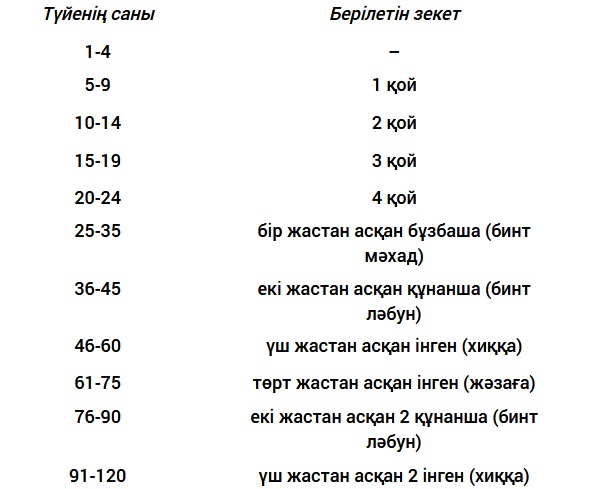 Түйенің саны Берілетін зекет
1-4 –
5-9 1 қой
10-14 2 қой
15-19 3 қой
20-24 4 қой
25-35 бір жастан асқан бұзбаша (бинт
мәхад)
36-45 екі жастан асқан құнанша (бинт
ләбун)
46-60 үш жастан асқан інген (хиққа)
61-75 төрт жастан асқан інген (жәзаға)
76-90 екі жастан асқан 2 құнанша (бинт
ләбун)
91-120 үш жастан асқан 2 інген (хиққа)